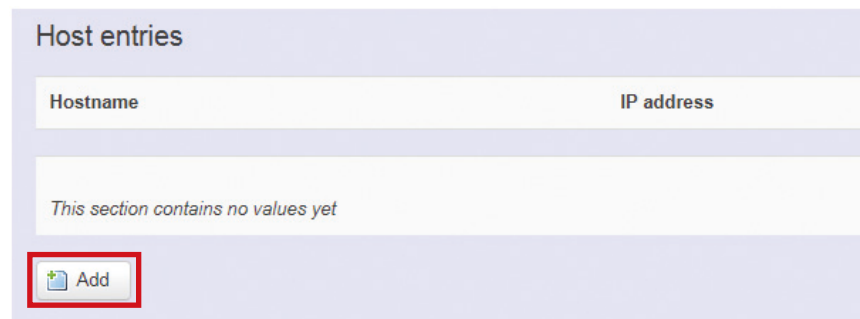 Host entries
Hostname IP address
This section contains no values yet
Add